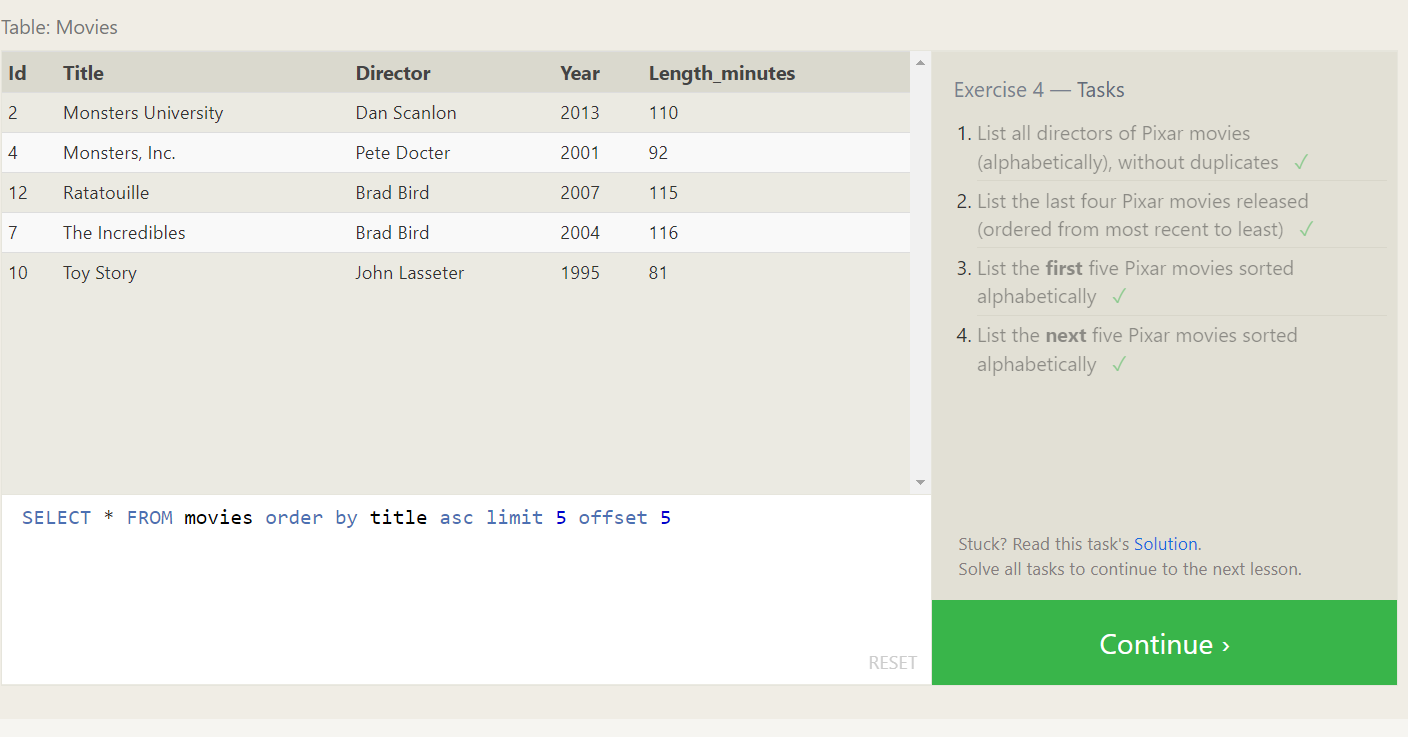 Table: Movies
Id Title Director Year Length_minutes
2 Monsters University Dan Scanlon 2013 110
4 Monsters, Inc. Pete Docter 2001 92
12 Ratatouille Brad Bird 2007 115
7 The Incredibles Brad Bird 2004 116
10 Toy Story John Lasseter 1995 81
SELECT * FROM movies order by title asc limit 5 offset 5
RESET
Exercise 4 — Tasks
1. List all directors of Pixar movies
(alphabetically), without duplicates ✓
2. List the last four Pixar movies released
(ordered from most recent to least) ✓
3. List the first five Pixar movies sorted
alphabetically ✓
4. List the next five Pixar movies sorted
alphabetically ✓
Stuck? Read this task's Solution.
Solve all tasks to continue to the next lesson.
Continue ›